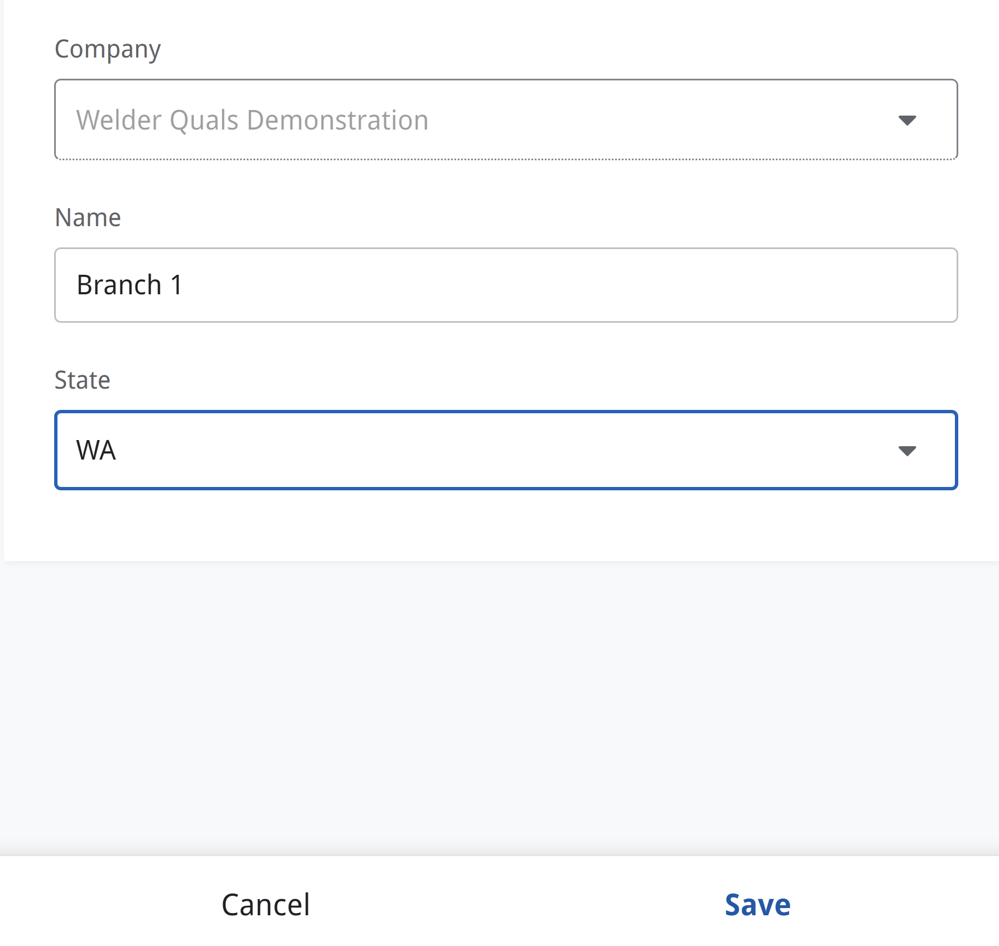 Company
Welder Quals Demonstration
Name
Branch 1
State
WA
Cancel
Save